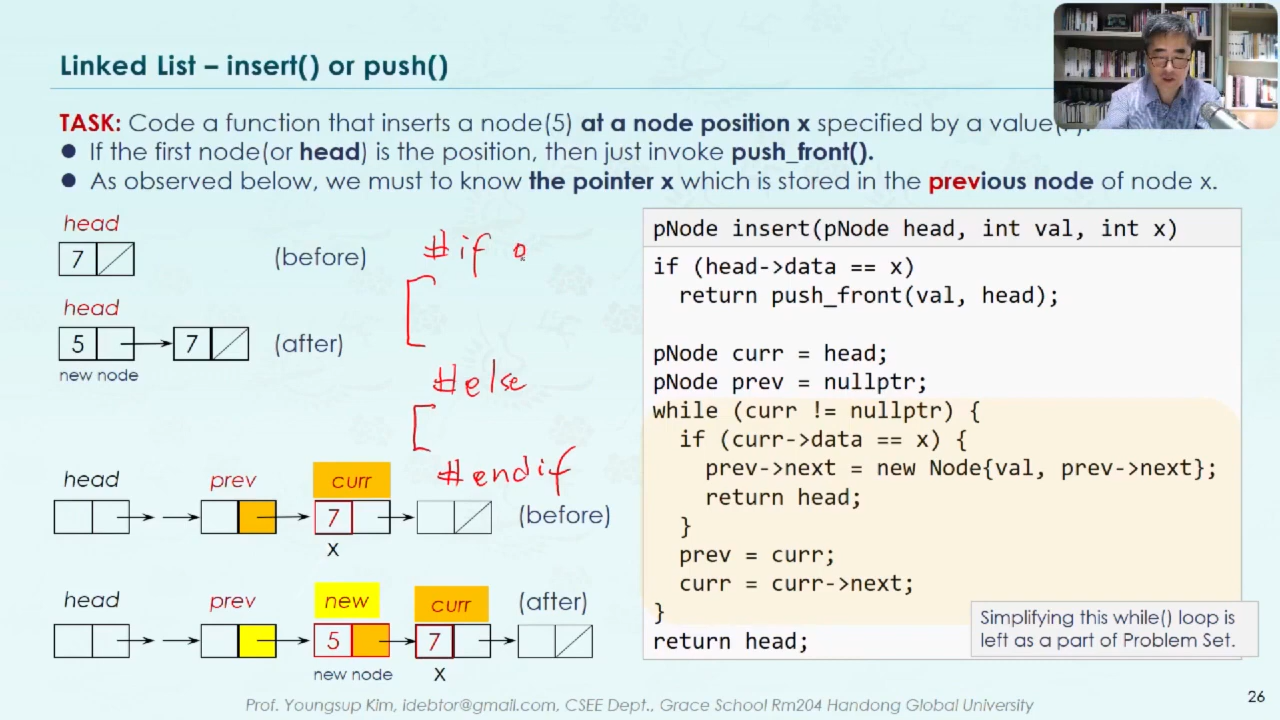 Linked List – insert() or push()
TASK: Code a function that inserts a node(5) at a node position x specified by a value(
● If the first node(or head) is the position, then just invoke push_front().
● As observed below, we must to know the pointer x which is stored in the previous node of node x.
head
7
(before)
head
5
7
(after)
new node
#if
#else
#endif
head
prev
curr
7
(before)
x
head
prev
new
curr
(after)
5
7
new node
x
pNode insert(pNode head, int val, int x)
if (head->data == x)
return push_front(val, head);
pNode curr = head;
pNode prev = nullptr;
while (curr != nullptr) {
if (curr->data == x) {
prev->next = new Node{val, prev->next};
return head;
}
prev = curr;
curr = curr->next;
}
return head;
Simplifying this while() loop is
left as a part of Problem Set.
Prof. Youngsup Kim, idebtor@gmail.com, CSEE Dept., Grace School Rm204 Handong Global University
26